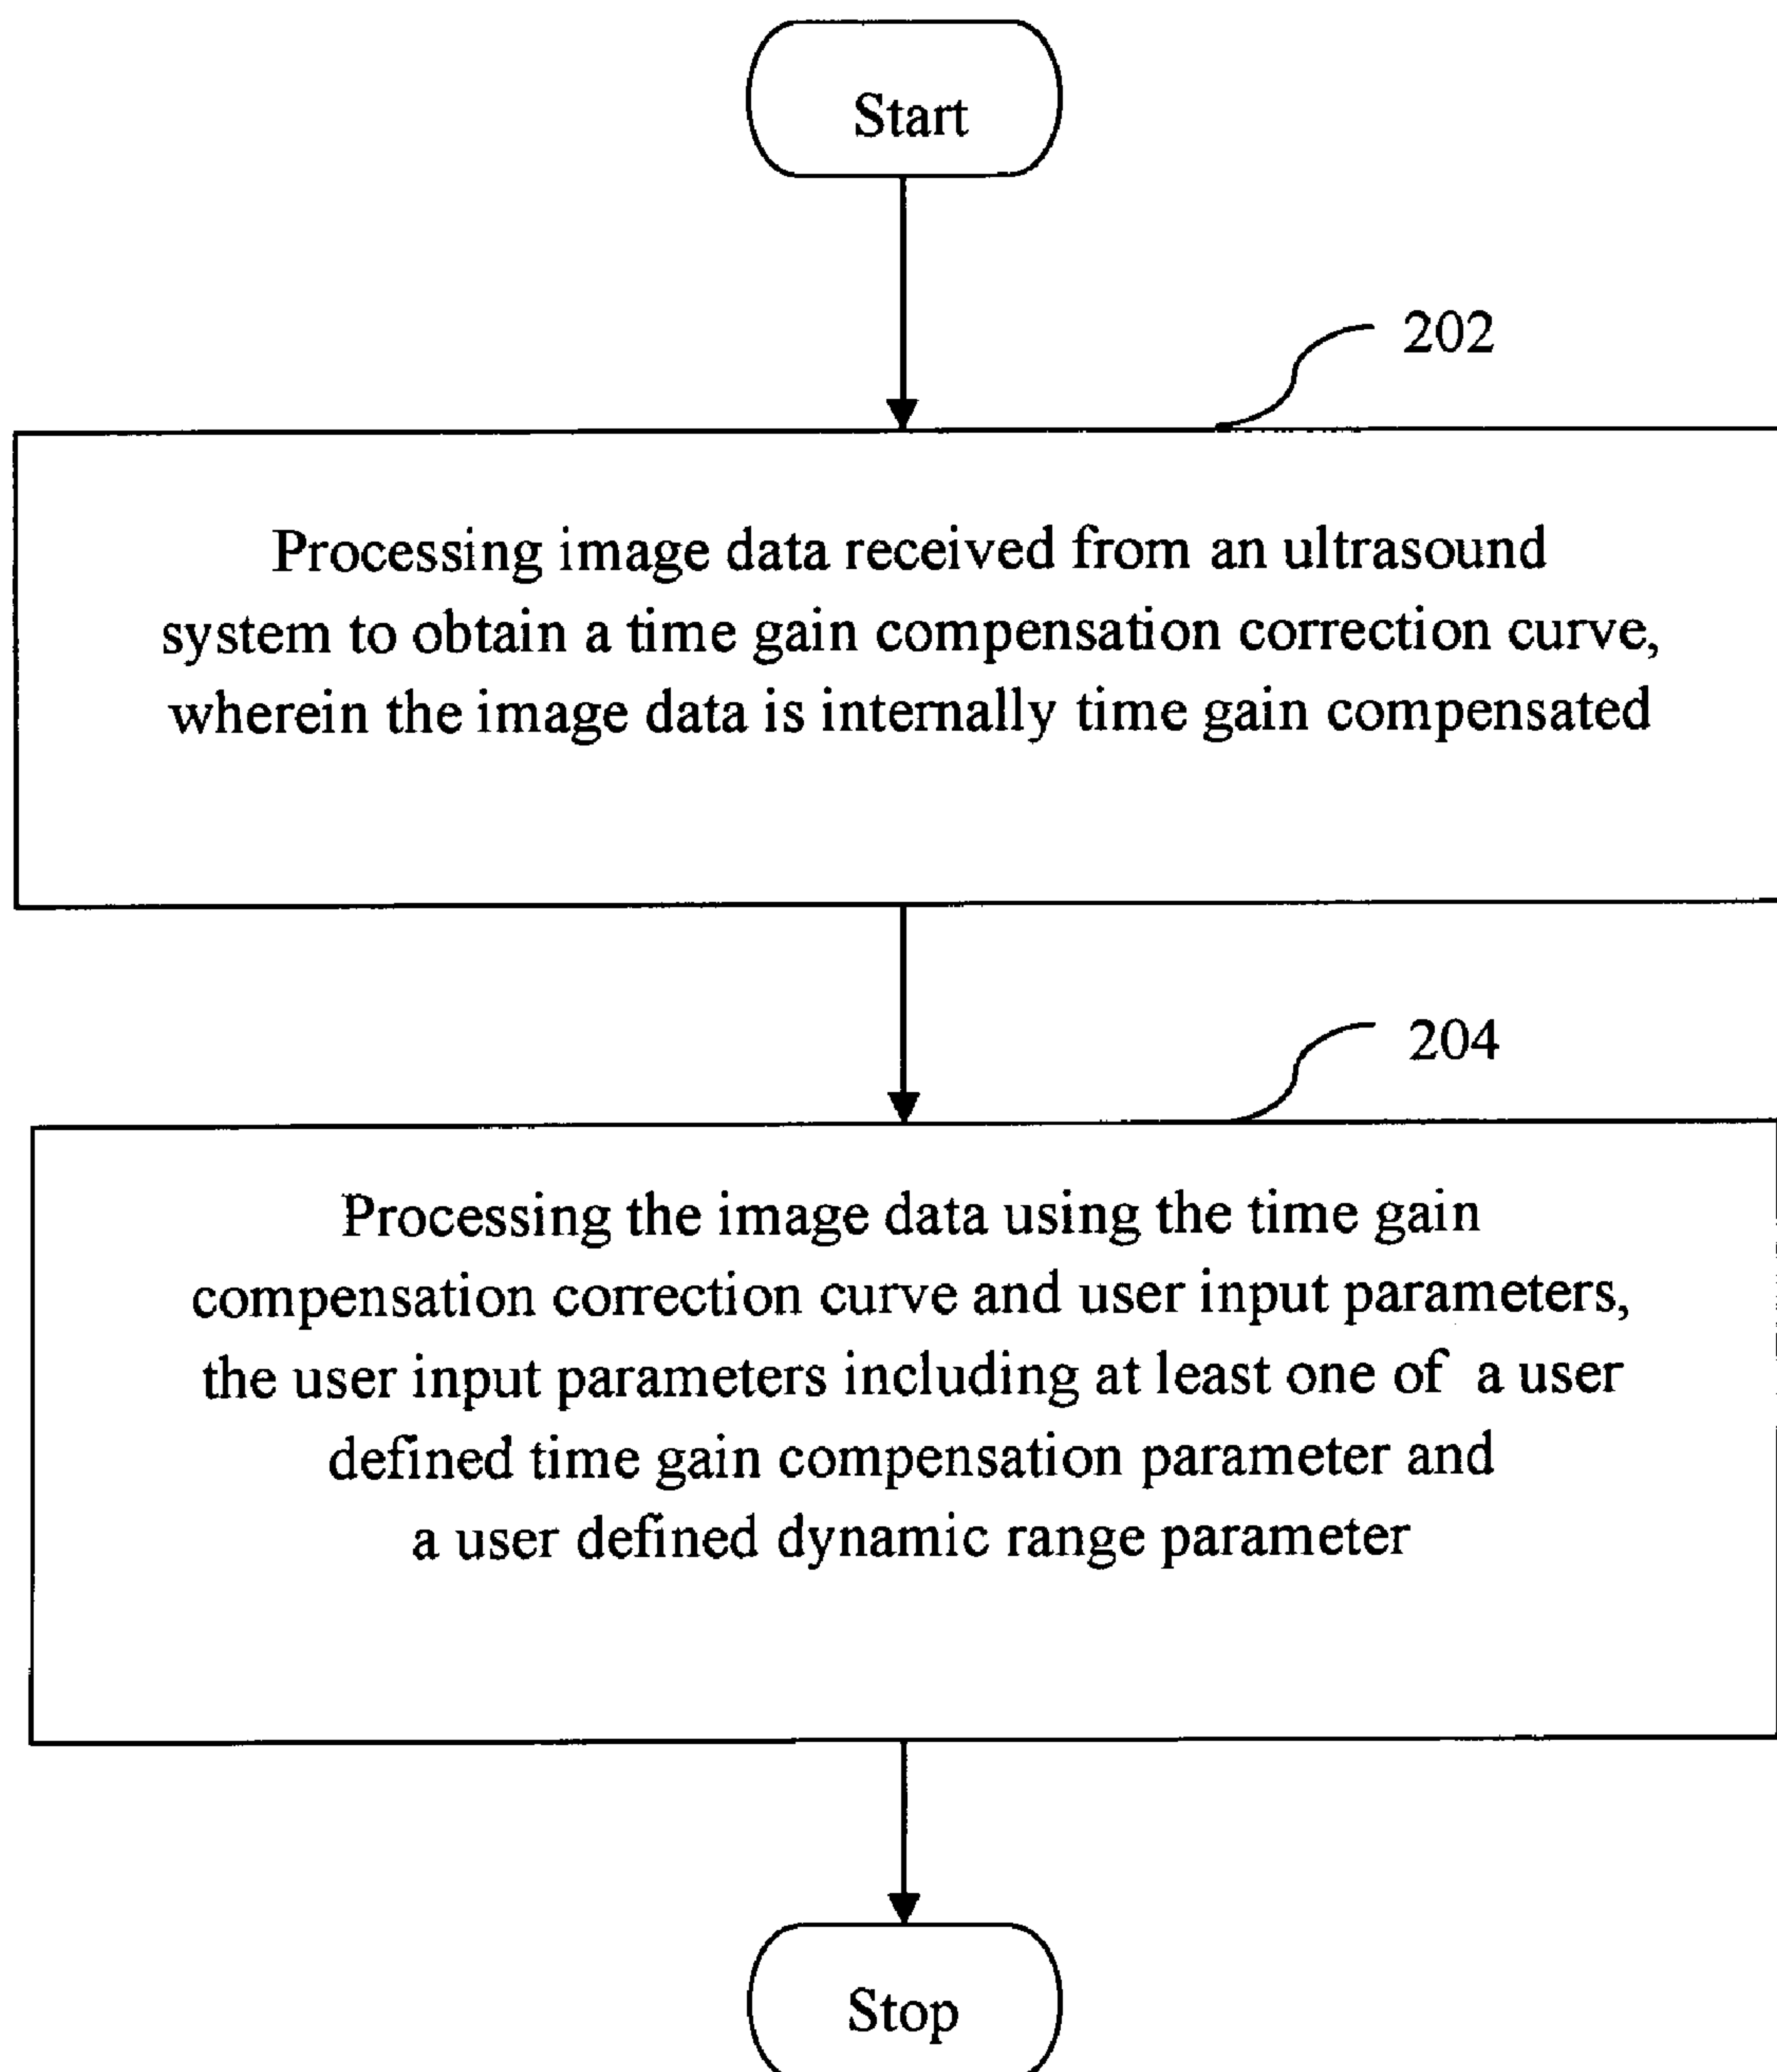 Start
202
Processing image data received from an ultrasound
system to obtain a time gain compensation correction curve,
wherein the image data is internally time gain compensated
204
Processing the image data using the time gain
compensation correction curve and user input parameters,
the user input parameters including at least one of a user
defined time gain compensation parameter and
a user defined dynamic range parameter
Stop